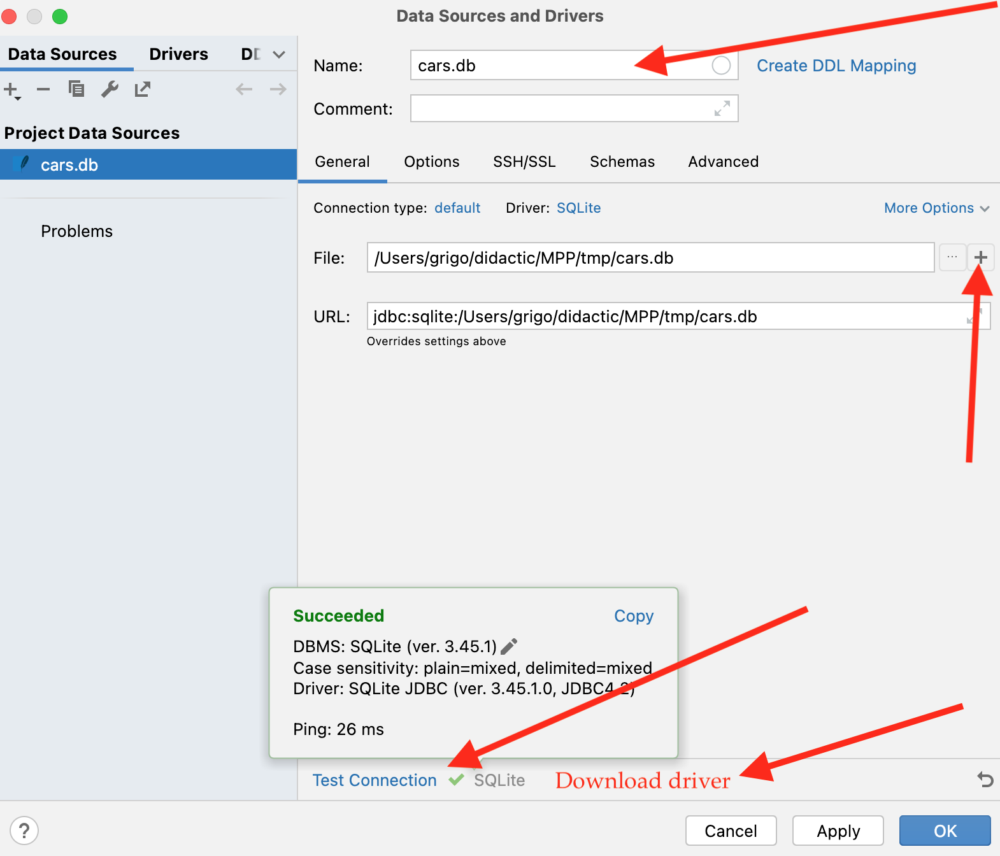 Data Sources and Drivers
Data Sources Drivers DD
Project Data Sources
cars.db
Problems
Name: cars.db Create DDL Mapping
Comment:
General Options SSH/SSL Schemas Advanced
Connection type: default Driver: SQLite More Options
File: /Users/grigo/didactic/MPP/tmp/cars.db ... +
URL: jdbc:sqlite:/Users/grigo/didactic/MPP/tmp/cars.db
Overrides settings above
Succeeded Copy
DBMS: SQLite (ver. 3.45.1)
Case sensitivity: plain=mixed, delimited=mixed
Driver: SQLite JDBC (ver. 3.45.1.0, JDBC4.2)
Ping: 26 ms
Test Connection SQLite Download driver
? Cancel Apply OK